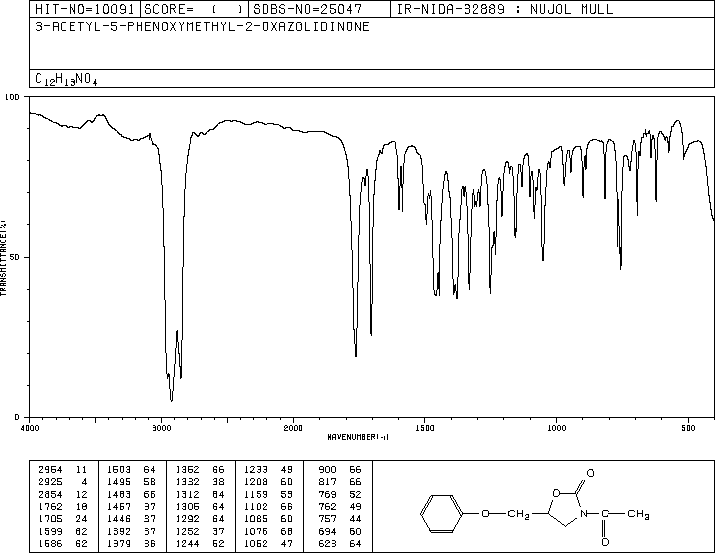 HIT-NO=10091 SCORE= ( ) SDBS-NO=25047 IR-NIDA-32889 : NUJOL MULL
3-ACETYL-5-PHENOXYMETHYL-2-OXAZOLIDINONE
C12H13NO4
100
50
0
TRANSMITTANCE(%)
4000 3000 2000 1500 1000 500
WAVENUMBER(-1)
2954 11 1503 64 1352 66 1233 49 900 66
2925 4 1495 58 1332 38 1208 60 817 66
2854 12 1483 66 1312 64 1159 55 769 52
1762 18 1457 37 1305 64 1102 66 762 49
1705 24 1446 37 1292 64 1085 60 757 44
1599 62 1392 37 1252 37 1076 68 694 60
1586 62 1379 36 1244 52 1052 47 623 64
O
O
O CH2 N C CH3
O